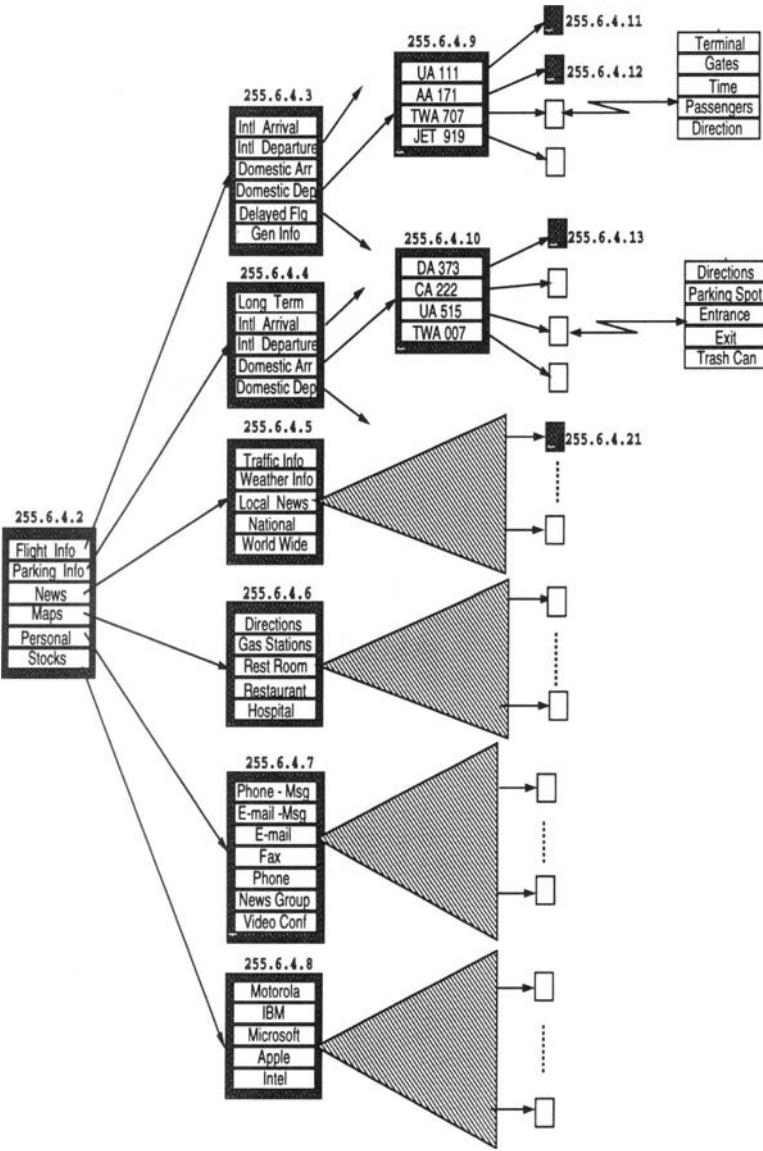 255.6.4.2
Flight Info
Parking Info
News
Maps
Personal
Stocks
255.6.4.3
Intl Arrival
Intl Departure
Domestic Arr
Domestic Dep
Delayed Flg
Gen Info
255.6.4.4
Long Term
Intl Arrival
Intl Departure
Domestic Arr
Domestic Dep
255.6.4.5
Traffic Info
Weather Info
Local News
National
World Wide
255.6.4.6
Directions
Gas Stations
Rest Room
Restaurant
Hospital
255.6.4.7
Phone - Msg
E-mail -Msg
E-mail
Fax
Phone
News Group
Video Conf
255.6.4.8
Motorola
IBM
Microsoft
Apple
Intel
255.6.4.9
UA 111
AA 171
TWA 707
JET 919
255.6.4.10
DA 373
CA 222
UA 515
TWA 007
255.6.4.11
255.6.4.12
255.6.4.13
255.6.4.21
Terminal
Gates
Time
Passengers
Direction
Directions
Parking Spot
Entrance
Exit
Trash Can